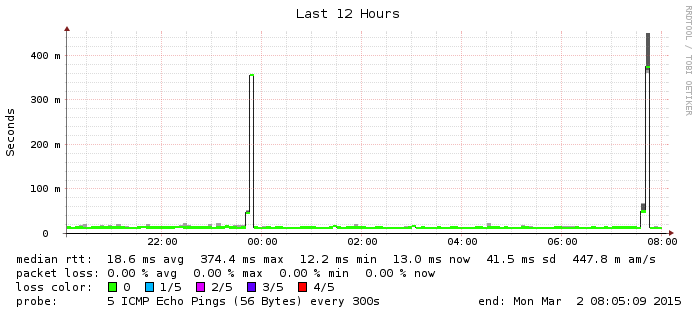 Last 12 Hours
RRDTOOL / TOBI OETIKER
Seconds
400 m
300 m
200 m
100 m
0
22:00 00:00 02:00 04:00 06:00 08:00
median rtt: 18.6 ms avg 374.4 ms max 12.2 ms min 13.0 ms now 41.5 ms sd 447.8 m am/s
packet loss: 0.00 % avg 0.00 % max 0.00 % min 0.00 % now
loss color: 0 1/5 2/5 3/5 4/5
probe: 5 ICMP Echo Pings (56 Bytes) every 300s end: Mon Mar 2 08:05:09 2015